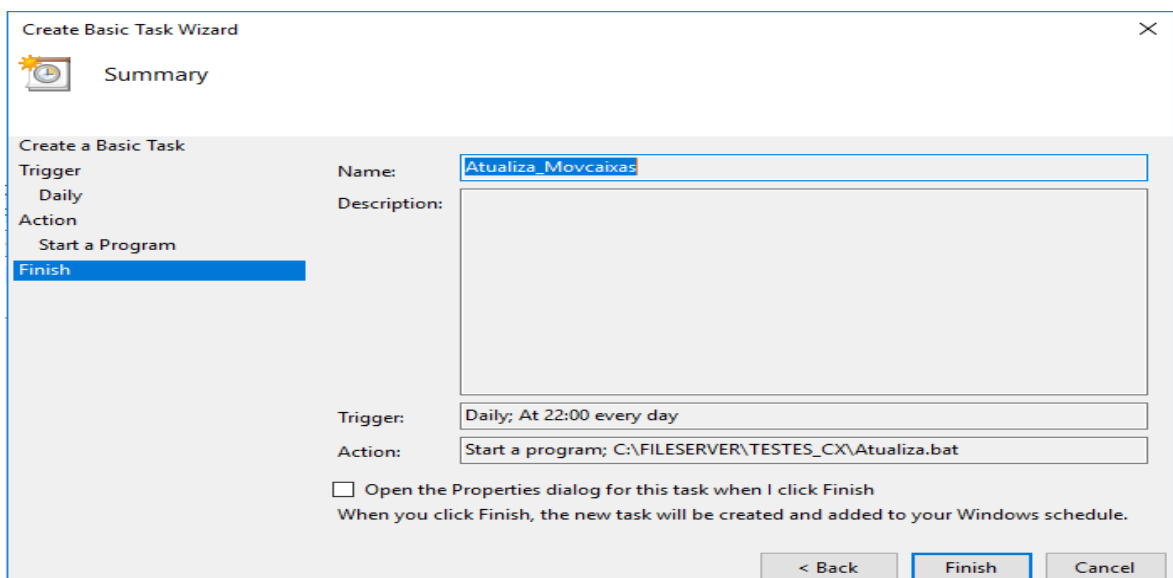 Create Basic Task Wizard
Summary
Create a Basic Task
Trigger
Daily
Action
Start a Program
Finish
Name: Atualiza_Movcaixas
Description:
Trigger: Daily; At 22:00 every day
Action: Start a program; C:\FILESERVER\TESTES_CX\Atualiza.bat
Open the Properties dialog for this task when I click Finish
When you click Finish, the new task will be created and added to your Windows schedule.
< Back Finish Cancel